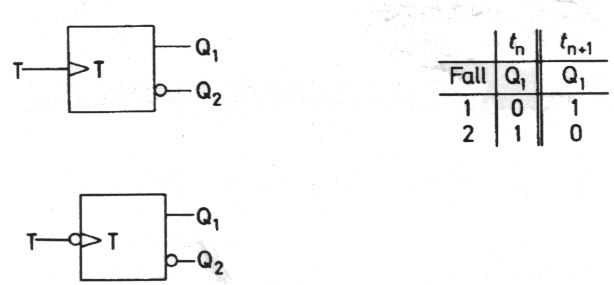 T T Q₁
Q₂
tₙ tₙ₊₁
Fall Q₁ Q₁
1 0 1
2 1 0
T T Q₁
Q₂